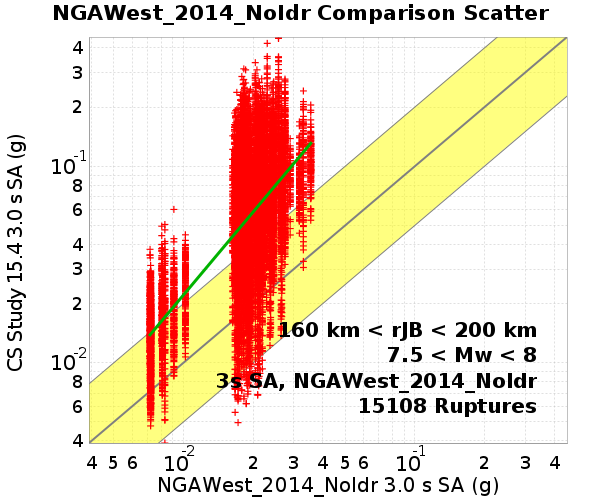 NGAWest_2014_NoIdr Comparison Scatter
CS Study 15.4 3.0 s SA (g)
4
3
2
10^-1
8
6
4
3
2
10^-2
8
6
4
160 km < rJB < 200 km
7.5 < Mw < 8
3s SA, NGAWest_2014_NoIdr
15108 Ruptures
4 5 6 10^-2 2 3 4 5 6 10^-1 2 3 4
NGAWest_2014_NoIdr 3.0 s SA (g)